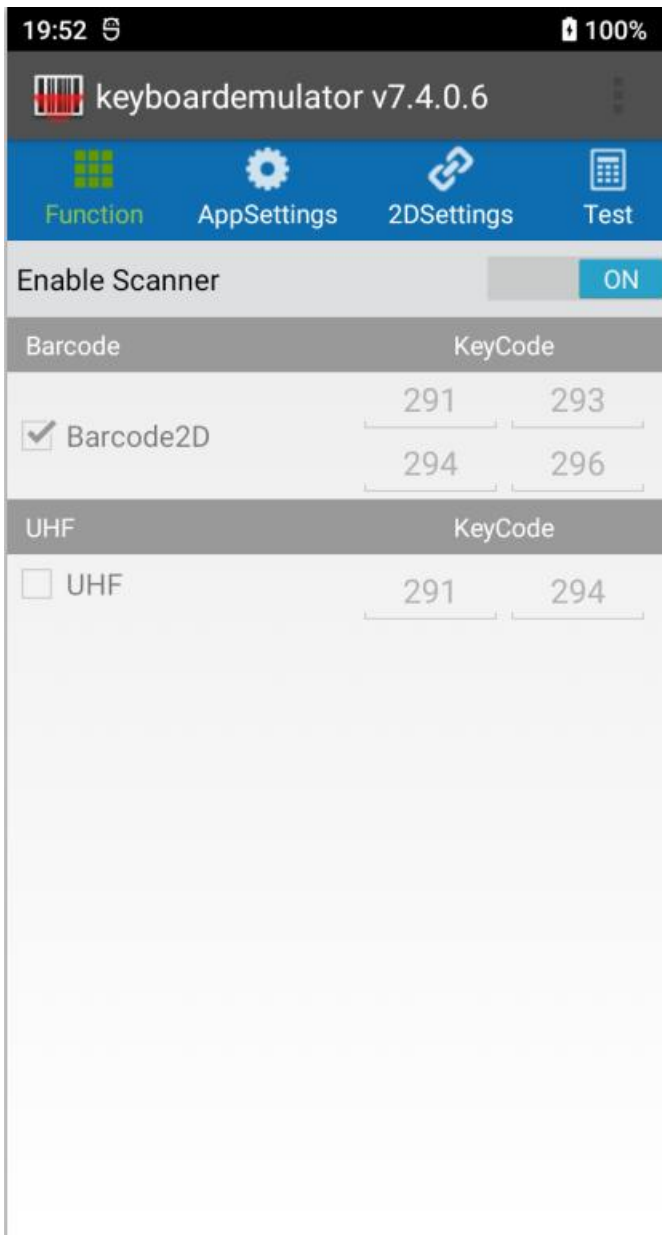 19:52 100%
keyboardemulator v7.4.0.6
Function AppSettings 2DSettings Test
Enable Scanner ON
Barcode KeyCode
291 293
Barcode2D
294 296
UHF KeyCode
UHF 291 294